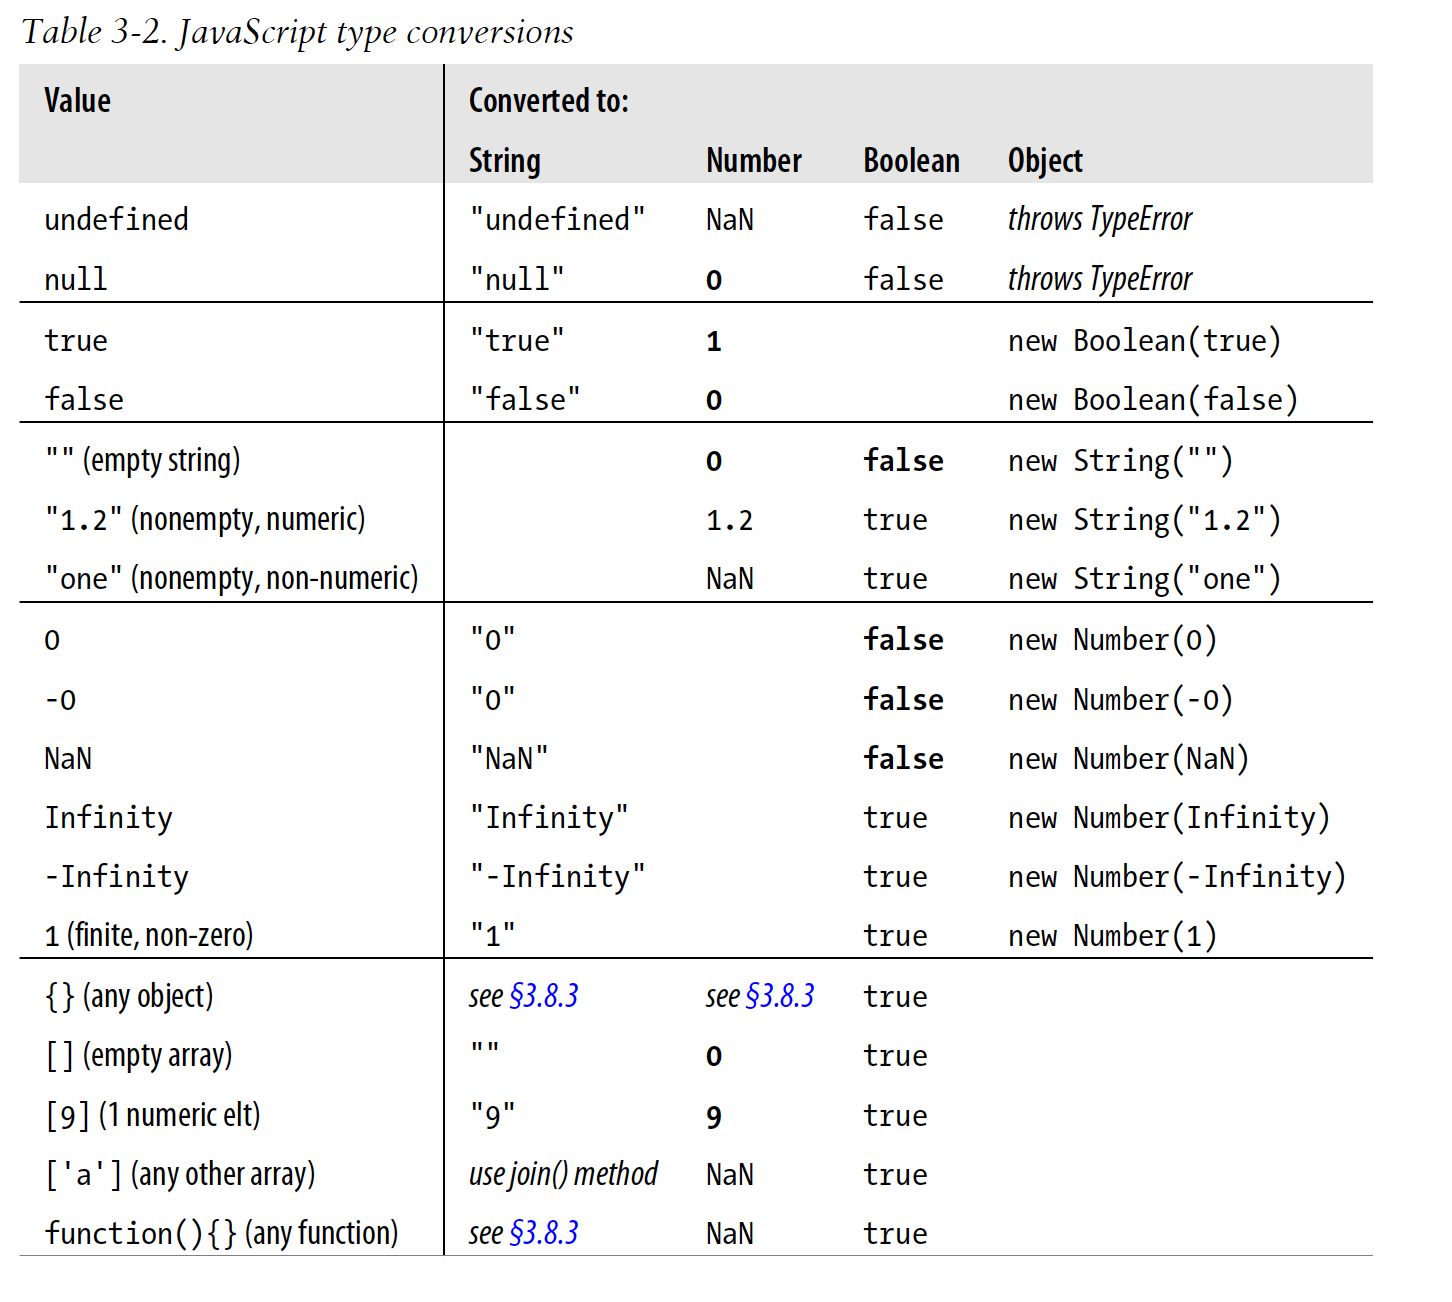 Table 3-2. JavaScript type conversions
Value Converted to:
String Number Boolean Object
undefined "undefined" NaN false throws TypeError
null "null" 0 false throws TypeError
true "true" 1 new Boolean(true)
false "false" 0 new Boolean(false)
"" (empty string) 0 false new String("")
"1.2" (nonempty, numeric) 1.2 true new String("1.2")
"one" (nonempty, non-numeric) NaN true new String("one")
0 "0" false new Number(0)
-0 "0" false new Number(-0)
NaN "NaN" false new Number(NaN)
Infinity "Infinity" true new Number(Infinity)
-Infinity "-Infinity" true new Number(-Infinity)
1 (finite, non-zero) "1" true new Number(1)
{} (any object) see §3.8.3 see §3.8.3 true
[] (empty array) "" 0 true
[9] (1 numeric elt) "9" 9 true
['a'] (any other array) use join() method NaN true
function(){} (any function) see §3.8.3 NaN true